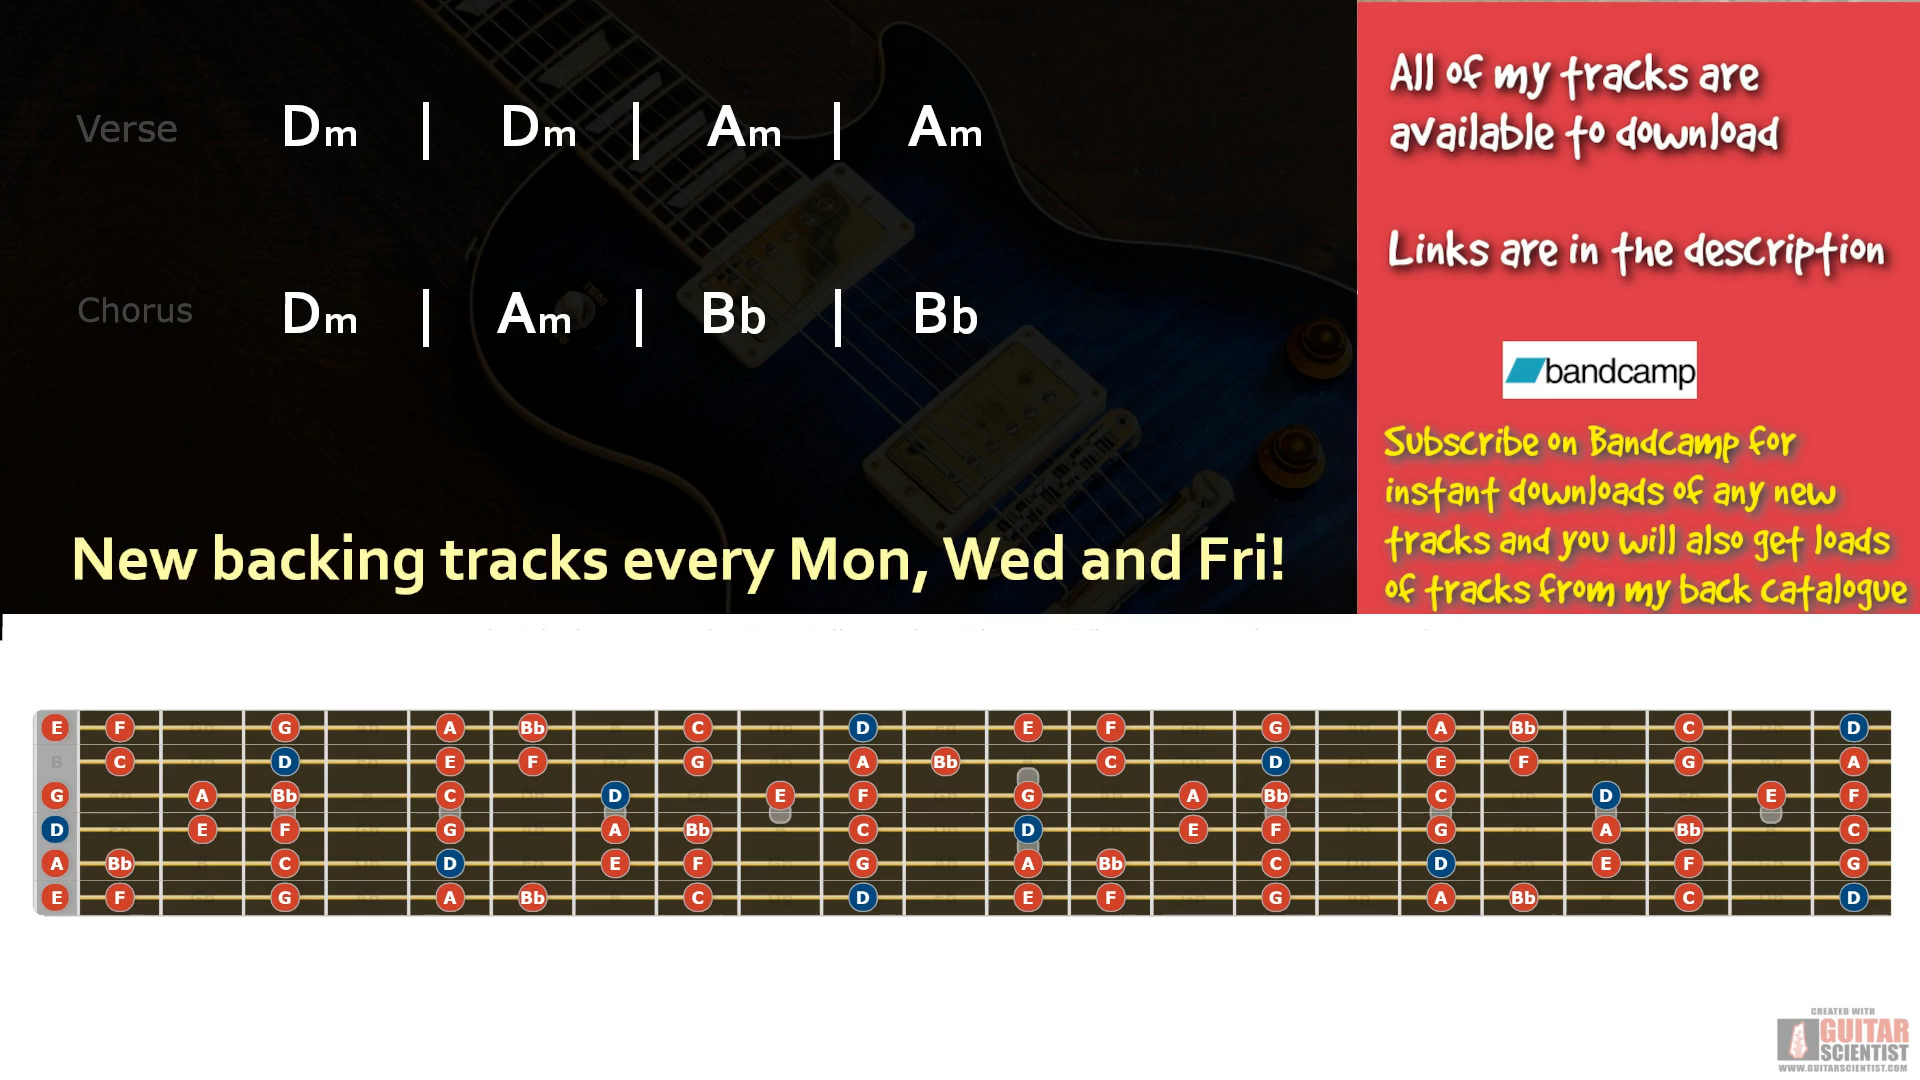 Verse Dm | Dm | Am | Am
Chorus Dm | Am | Bb | Bb
New backing tracks every Mon, Wed and Fri!
All of my tracks are
available to download
Links are in the description
bandcamp
Subscribe on Bandcamp for
instant downloads of any new
tracks and you will also get loads
of tracks from my back catalogue
E F G A Bb C D E F G A Bb C D
B C D E F G A Bb C D E F G A
G A Bb C D E F G A Bb C D E F
D E F G A Bb C D E F G A Bb C
A Bb C D E F G A Bb C D E F G
E F G A Bb C D E F G A Bb C D
CREATED WITH
GUITAR
SCIENTIST
WWW.GUITARSCIENTIST.COM